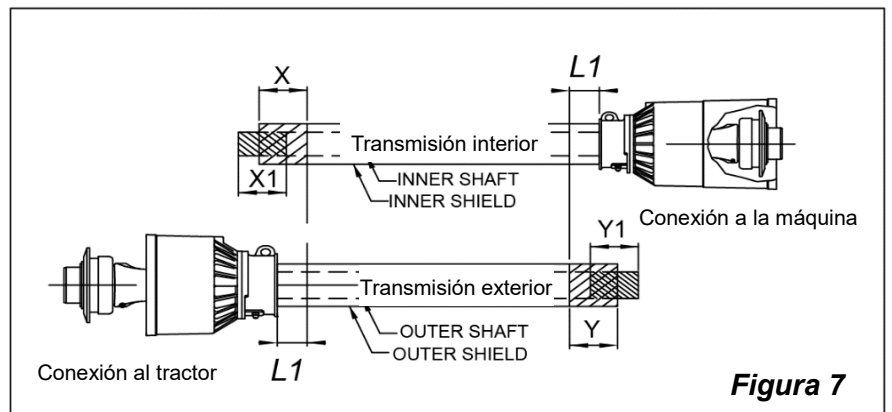 X
L1
Transmisión interior
X1
INNER SHAFT
INNER SHIELD
Conexión a la máquina
Y1
Transmisión exterior
OUTER SHAFT
Y
OUTER SHIELD
Conexión al tractor
L1
Figura 7